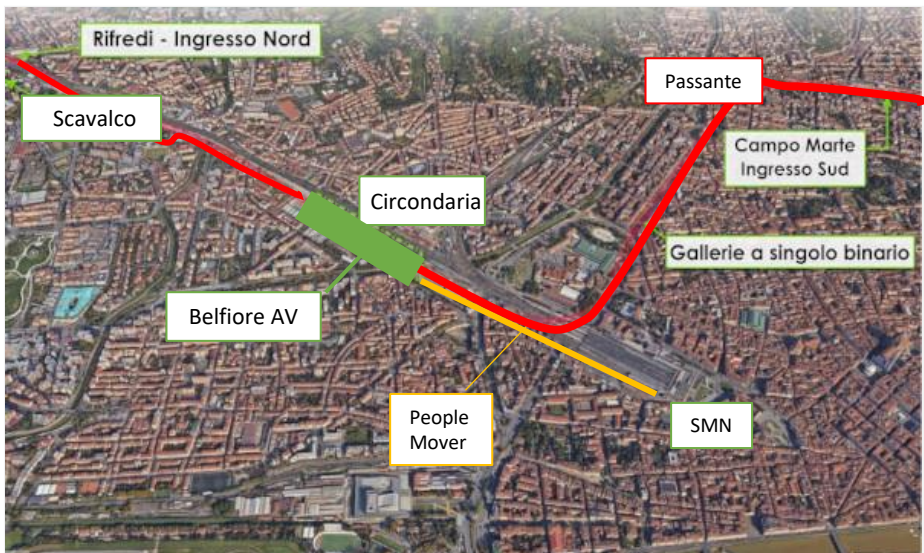 Rifredi - Ingresso Nord
Scavalco
Passante
Campo Marte
Ingresso Sud
Circondaria
Gallerie a singolo binario
Belfiore AV
People
Mover
SMN